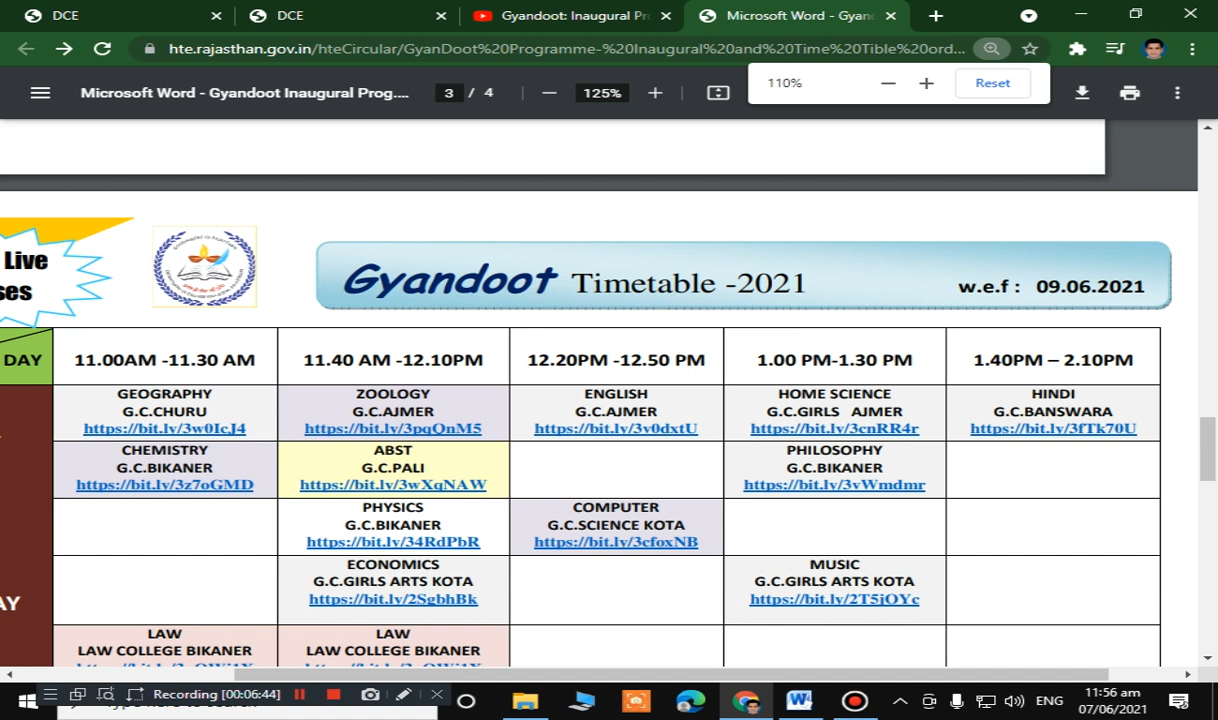 DCE
DCE
Gyandoot: Inaugural Pr
Microsoft Word - Gyand
hte.rajasthan.gov.in/hteCircular/GyanDoot%20Programme-%20Inaugural%20and%20Time%20Tible%20ord...
Microsoft Word - Gyandoot Inaugural Prog....
3 / 4
125%
110%
Reset
Live
ses
Gyandoot Timetable -2021
w.e.f : 09.06.2021
DAY
11.00AM -11.30 AM
11.40 AM -12.10PM
12.20PM -12.50 PM
1.00 PM-1.30 PM
1.40PM – 2.10PM
GEOGRAPHY
G.C.CHURU
https://bit.ly/3w0IcJ4
ZOOLOGY
G.C.AJMER
https://bit.ly/3pqQnM5
ENGLISH
G.C.AJMER
https://bit.ly/3v0dxtU
HOME SCIENCE
G.C.GIRLS AJMER
https://bit.ly/3cnRR4r
HINDI
G.C.BANSWARA
https://bit.ly/3fTk70U
CHEMISTRY
G.C.BIKANER
https://bit.ly/3z7oGMD
ABST
G.C.PALI
https://bit.ly/3wXqNAW
PHILOSOPHY
G.C.BIKANER
https://bit.ly/3vWmdmr
PHYSICS
G.C.BIKANER
https://bit.ly/34RdPbR
COMPUTER
G.C.SCIENCE KOTA
https://bit.ly/3cfoxNB
AY
ECONOMICS
G.C.GIRLS ARTS KOTA
https://bit.ly/2SgbhBk
MUSIC
G.C.GIRLS ARTS KOTA
https://bit.ly/2T5jOYc
LAW
LAW COLLEGE BIKANER
LAW
LAW COLLEGE BIKANER
Recording [00:06:44]
ENG
11:56 am
07/06/2021